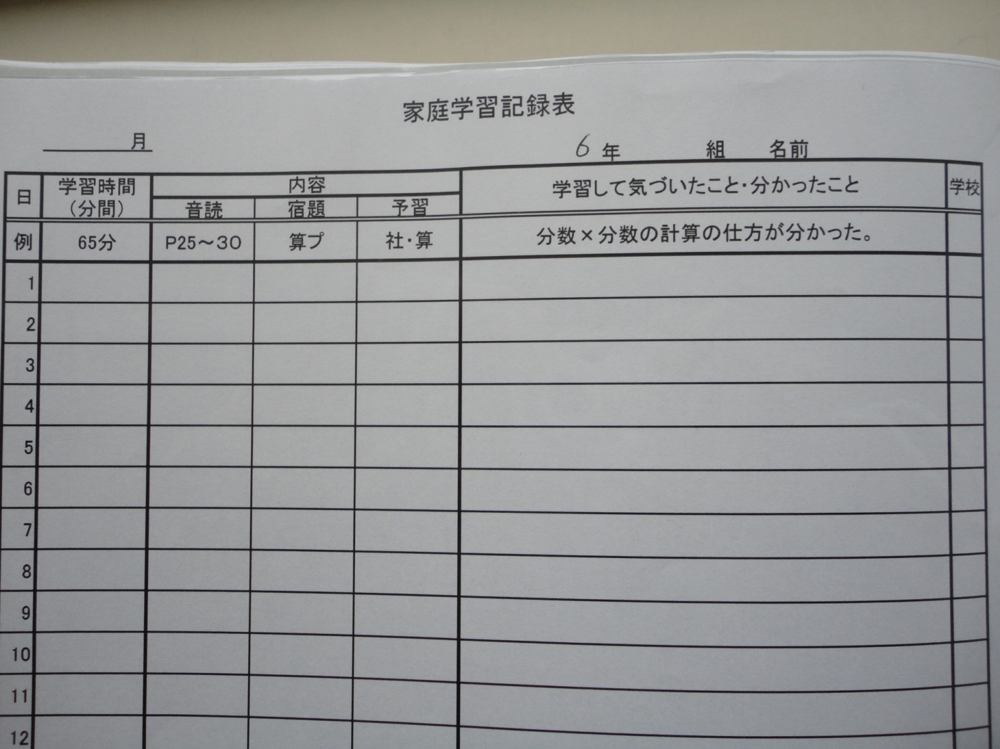 家庭学習記録表
月
6年 組 名前
日 学習時間（分間） 内容 学習して気づいたこと・分かったこと 学校
音読 宿題 予習
例 65分 P25～30 算プ 社・算 分数×分数の計算の仕方が分かった。
1
2
3
4
5
6
7
8
9
10
11
12